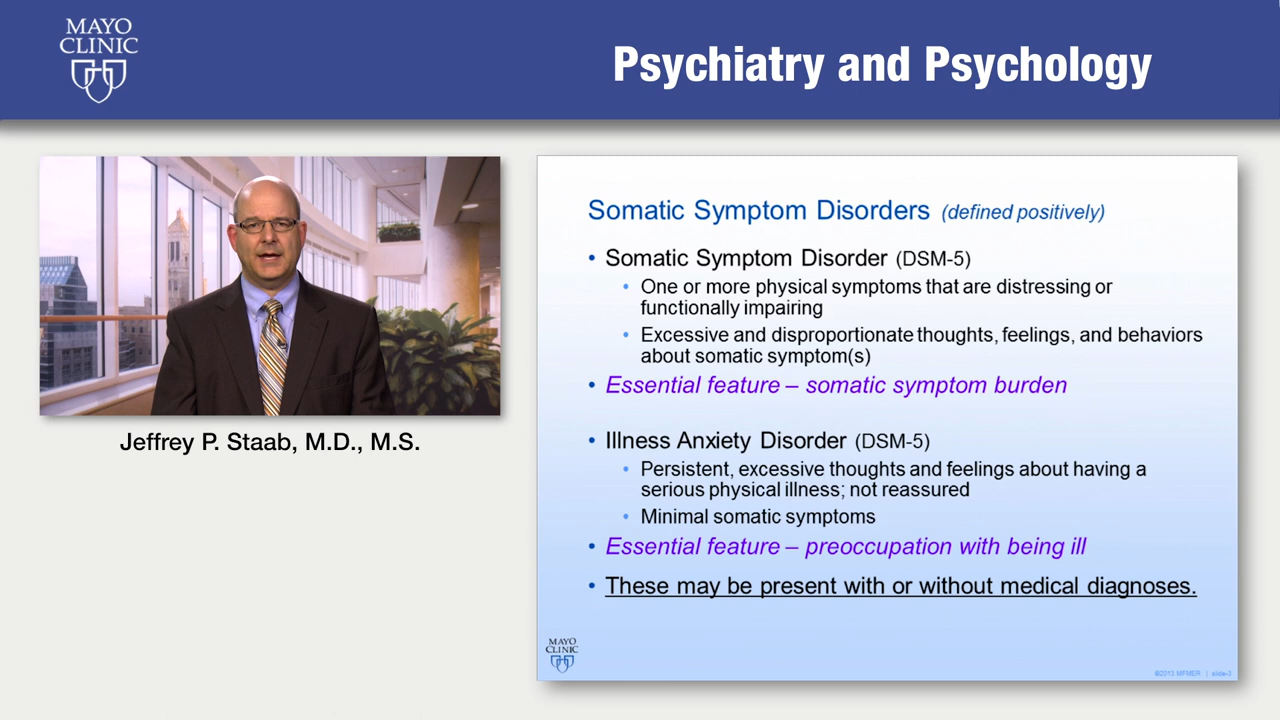 MAYO
CLINIC
Psychiatry and Psychology
Jeffrey P. Staab, M.D., M.S.
Somatic Symptom Disorders (defined positively)
• Somatic Symptom Disorder (DSM-5)
• One or more physical symptoms that are distressing or
functionally impairing
• Excessive and disproportionate thoughts, feelings, and behaviors
about somatic symptom(s)
• Essential feature – somatic symptom burden
• Illness Anxiety Disorder (DSM-5)
• Persistent, excessive thoughts and feelings about having a
serious physical illness; not reassured
• Minimal somatic symptoms
• Essential feature – preoccupation with being ill
• These may be present with or without medical diagnoses.
MAYO
CLINIC
©2013 MFMER | slide-3